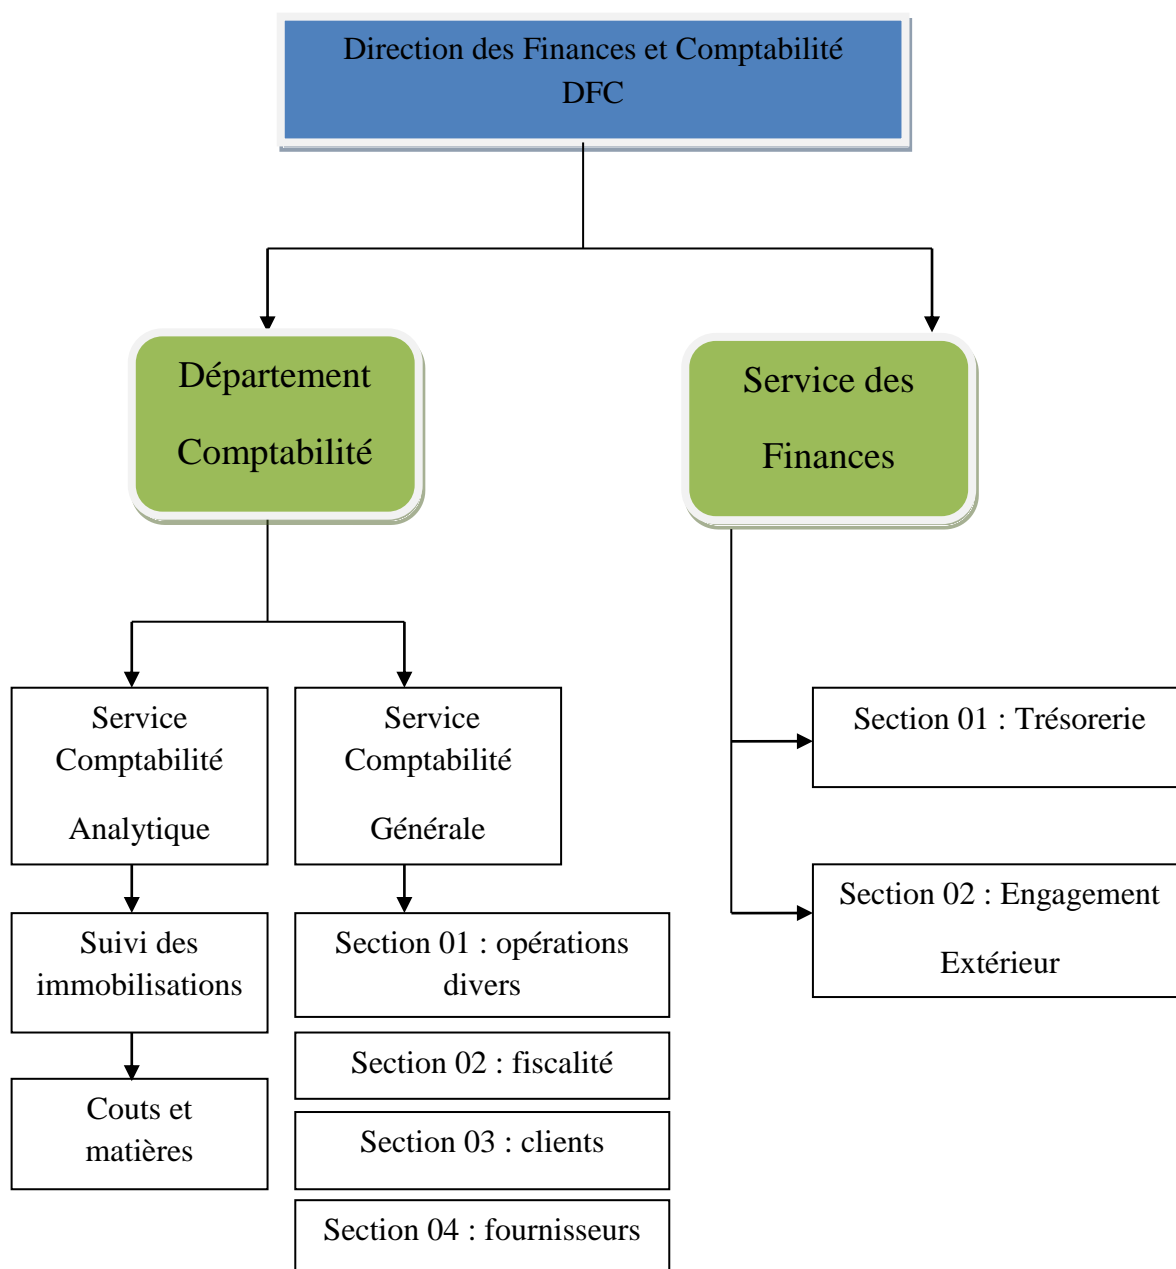 Direction des Finances et Comptabilité
DFC
Département
Comptabilité
Service des
Finances
Service
Comptabilité
Analytique
Service
Comptabilité
Générale
Section 01 : Trésorerie
Section 02 : Engagement
Extérieur
Suivi des
immobilisations
Section 01 : opérations
divers
Section 02 : fiscalité
Couts et
matières
Section 03 : clients
Section 04 : fournisseurs